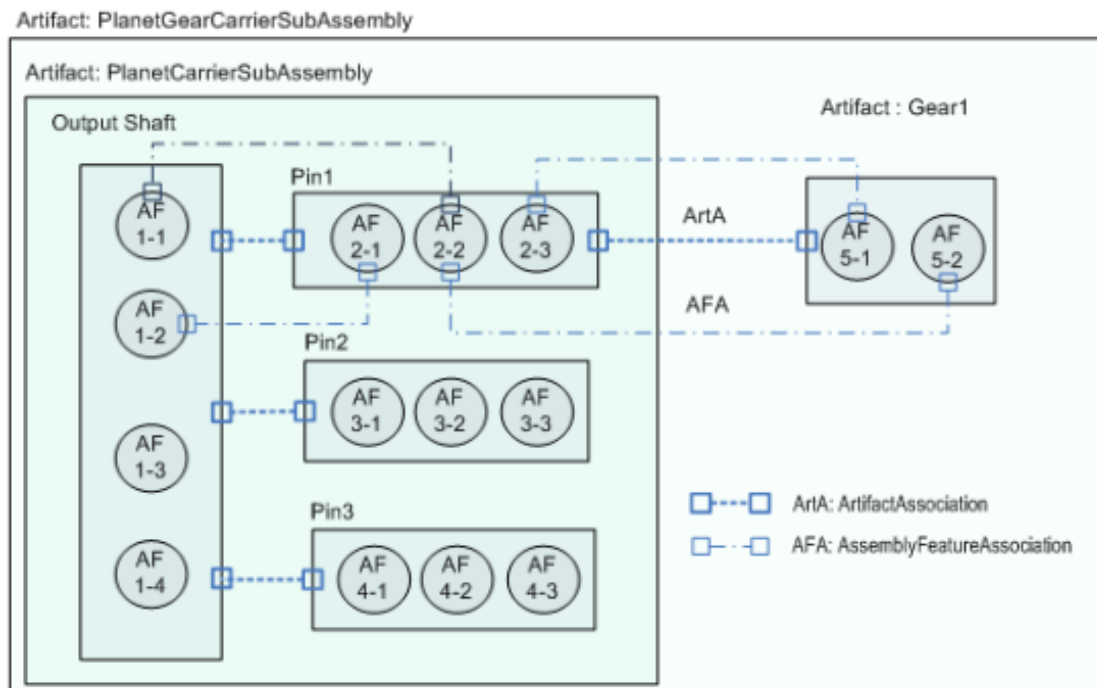 Artifact: PlanetGearCarrierSubAssembly
Artifact: PlanetCarrierSubAssembly
Artifact : Gear1
Output Shaft
Pin1
AF
1-1
AF
2-1
AF
2-2
AF
2-3
ArtA
AF
5-1
AF
5-2
AF
1-2
AFA
Pin2
AF
3-1
AF
3-2
AF
3-3
AF
1-3
ArtA: ArtifactAssociation
Pin3
AFA: AssemblyFeatureAssociation
AF
1-4
AF
4-1
AF
4-2
AF
4-3